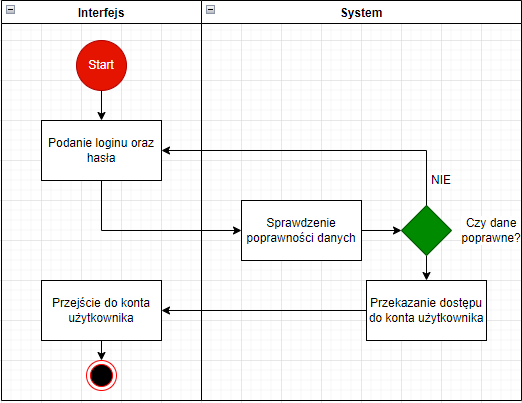 Interfejs
System
Start
Podanie loginu oraz
hasła
NIE
Sprawdzenie
poprawności danych
Czy dane
poprawne?
Przejście do konta
użytkownika
Przekazanie dostępu
do konta użytkownika